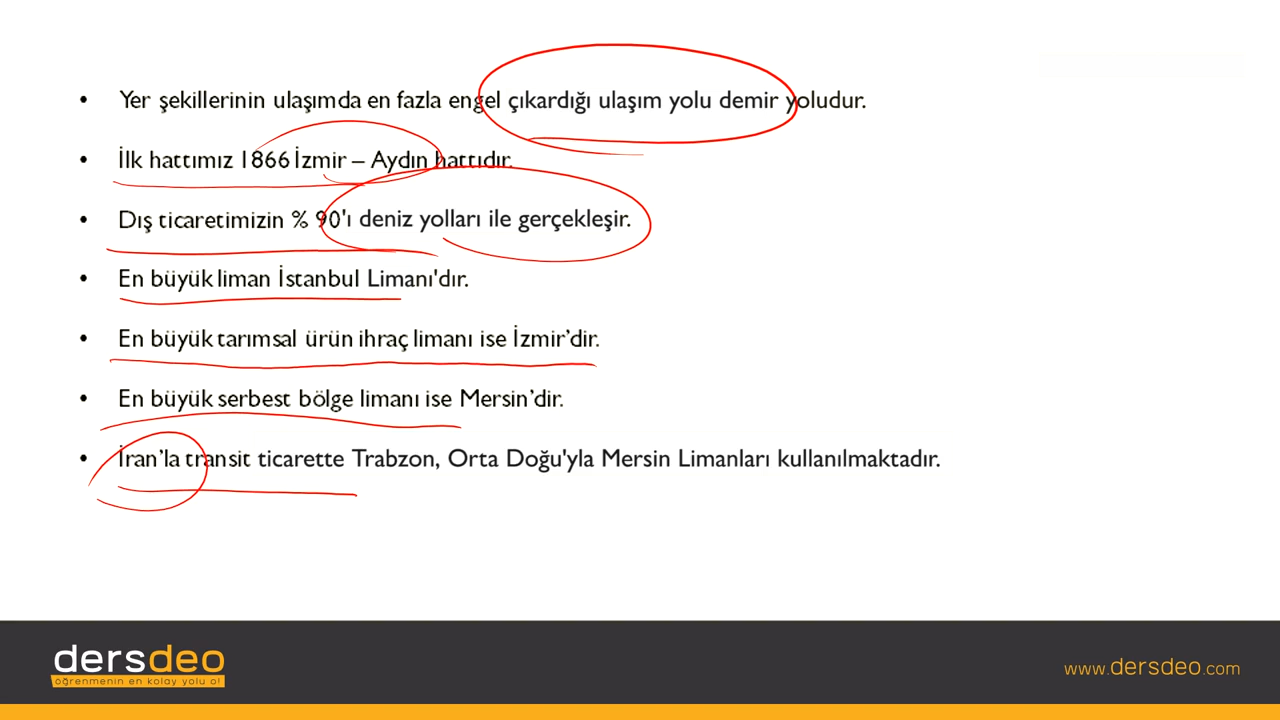 • Yer şekillerinin ulaşımda en fazla engel çıkardığı ulaşım yolu demir yoludur.
• İlk hattımız 1866 İzmir – Aydın hattıdır.
• Dış ticaretimizin % 90'ı deniz yolları ile gerçekleşir.
• En büyük liman İstanbul Limanı'dır.
• En büyük tarımsal ürün ihraç limanı ise İzmir’dir.
• En büyük serbest bölge limanı ise Mersin’dir.
• İran’la transit ticarette Trabzon, Orta Doğu'yla Mersin Limanları kullanılmaktadır.
dersdeo
öğrenmenin en kolay yolu o!
www.dersdeo.com